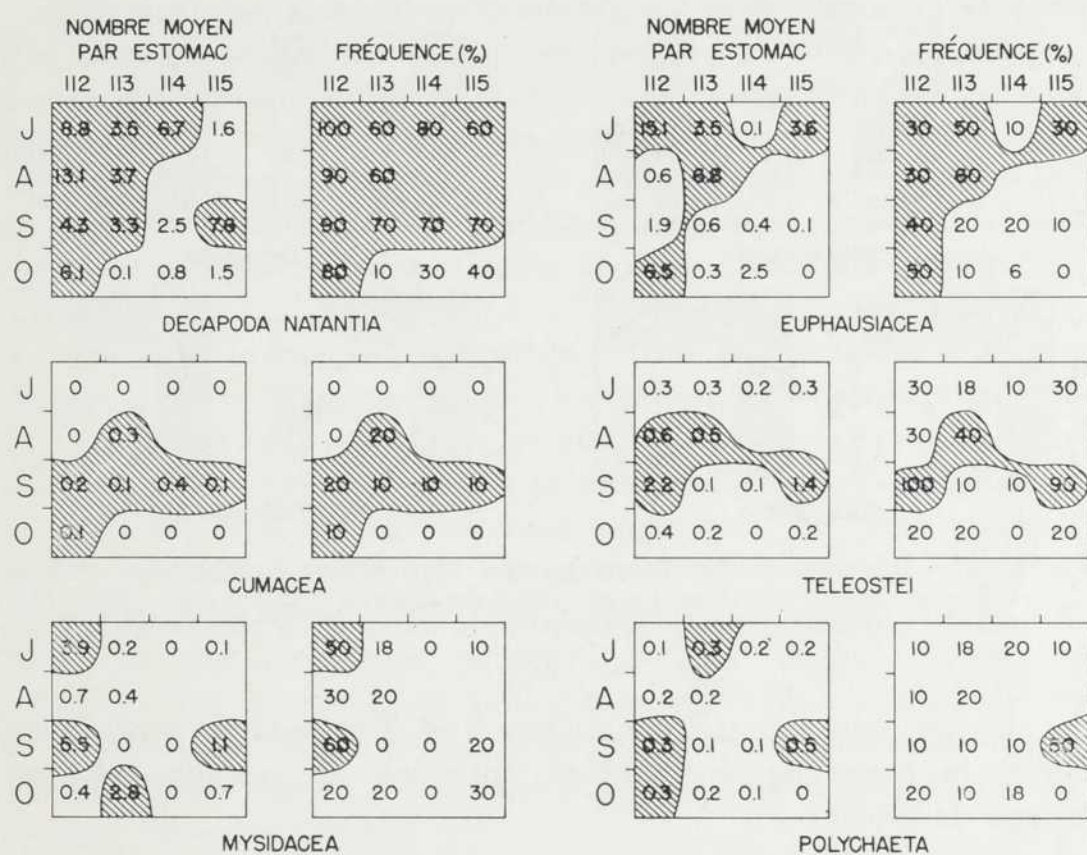 NOMBRE MOYEN NOMBRE MOYEN
PAR ESTOMAC FRÉQUENCE (%) PAR ESTOMAC FRÉQUENCE (%)
112 113 114 115 112 113 114 115
J 8.8 3.5 6.7 1.6 100 60 80 60 J 15.1 3.5 0.1 3.6 30 50 10 30
A 13.1 3.7 90 60 A 0.6 6.8 30 60
S 4.3 3.3 2.5 7.6 90 70 70 70 S 1.9 0.6 0.4 0.1 40 20 20 10
O 6.1 0.1 0.8 1.5 80 10 30 40 O 6.5 0.3 2.5 0 50 10 6 0
DECAPODA NATANTIA EUPHAUSIACEA
J 0 0 0 0 0 0 0 0 J 0.3 0.3 0.2 0.3 30 18 10 30
A 0 0.3 0 20 A 0.6 0.5 30 40
S 0.2 0.1 0.4 0.1 20 10 10 10 S 2.2 0.1 0.1 1.4 100 10 10 90
O 0.1 0 0 0 10 0 0 0 O 0.4 0.2 0 0.2 20 20 0 20
CUMACEA TELEOSTEI
J 3.9 0.2 0 0.1 50 18 0 10 J 0.1 0.3 0.2 0.2 10 18 20 10
A 0.7 0.4 30 20 A 0.2 0.2 10 20
S 5.5 0 0 1.1 60 0 0 20 S 0.3 0.1 0.1 0.5 10 10 10 50
O 0.4 2.8 0 0.7 20 20 0 30 O 0.3 0.2 0.1 0 20 10 18 0
MYSIDACEA POLYCHAETA